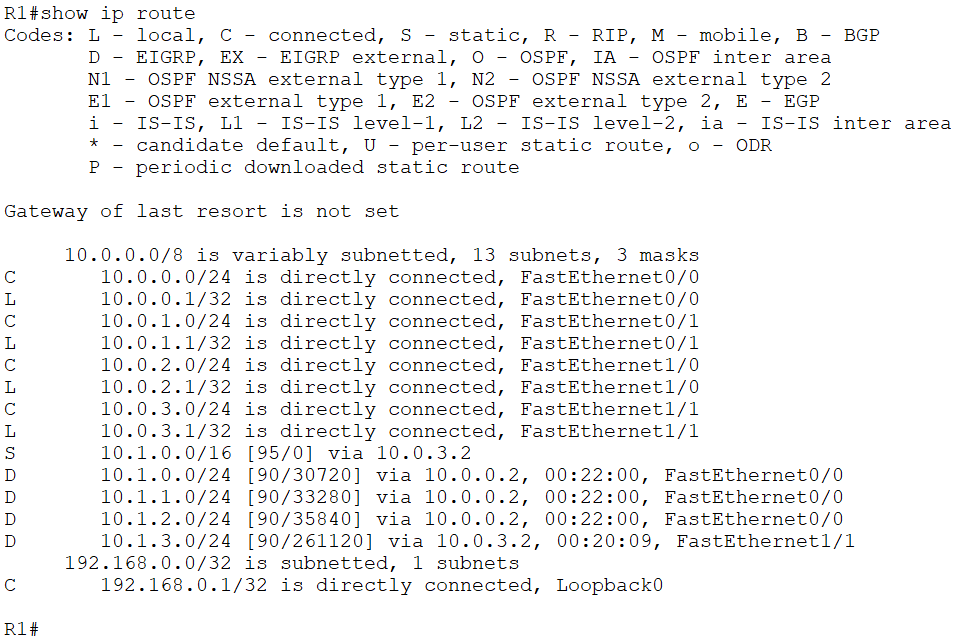 R1#show ip route
Codes: L - local, C - connected, S - static, R - RIP, M - mobile, B - BGP
       D - EIGRP, EX - EIGRP external, O - OSPF, IA - OSPF inter area
       N1 - OSPF NSSA external type 1, N2 - OSPF NSSA external type 2
       E1 - OSPF external type 1, E2 - OSPF external type 2, E - EGP
       i - IS-IS, L1 - IS-IS level-1, L2 - IS-IS level-2, ia - IS-IS inter area
       * - candidate default, U - per-user static route, o - ODR
       P - periodic downloaded static route

Gateway of last resort is not set

     10.0.0.0/8 is variably subnetted, 13 subnets, 3 masks
C       10.0.0.0/24 is directly connected, FastEthernet0/0
L       10.0.0.1/32 is directly connected, FastEthernet0/0
C       10.0.1.0/24 is directly connected, FastEthernet0/1
L       10.0.1.1/32 is directly connected, FastEthernet0/1
C       10.0.2.0/24 is directly connected, FastEthernet1/0
L       10.0.2.1/32 is directly connected, FastEthernet1/0
C       10.0.3.0/24 is directly connected, FastEthernet1/1
L       10.0.3.1/32 is directly connected, FastEthernet1/1
S       10.1.0.0/16 [95/0] via 10.0.3.2
D       10.1.0.0/24 [90/30720] via 10.0.0.2, 00:22:00, FastEthernet0/0
D       10.1.1.0/24 [90/33280] via 10.0.0.2, 00:22:00, FastEthernet0/0
D       10.1.2.0/24 [90/35840] via 10.0.0.2, 00:22:00, FastEthernet0/0
D       10.1.3.0/24 [90/261120] via 10.0.3.2, 00:20:09, FastEthernet1/1
     192.168.0.0/32 is subnetted, 1 subnets
C       192.168.0.1/32 is directly connected, Loopback0

R1#